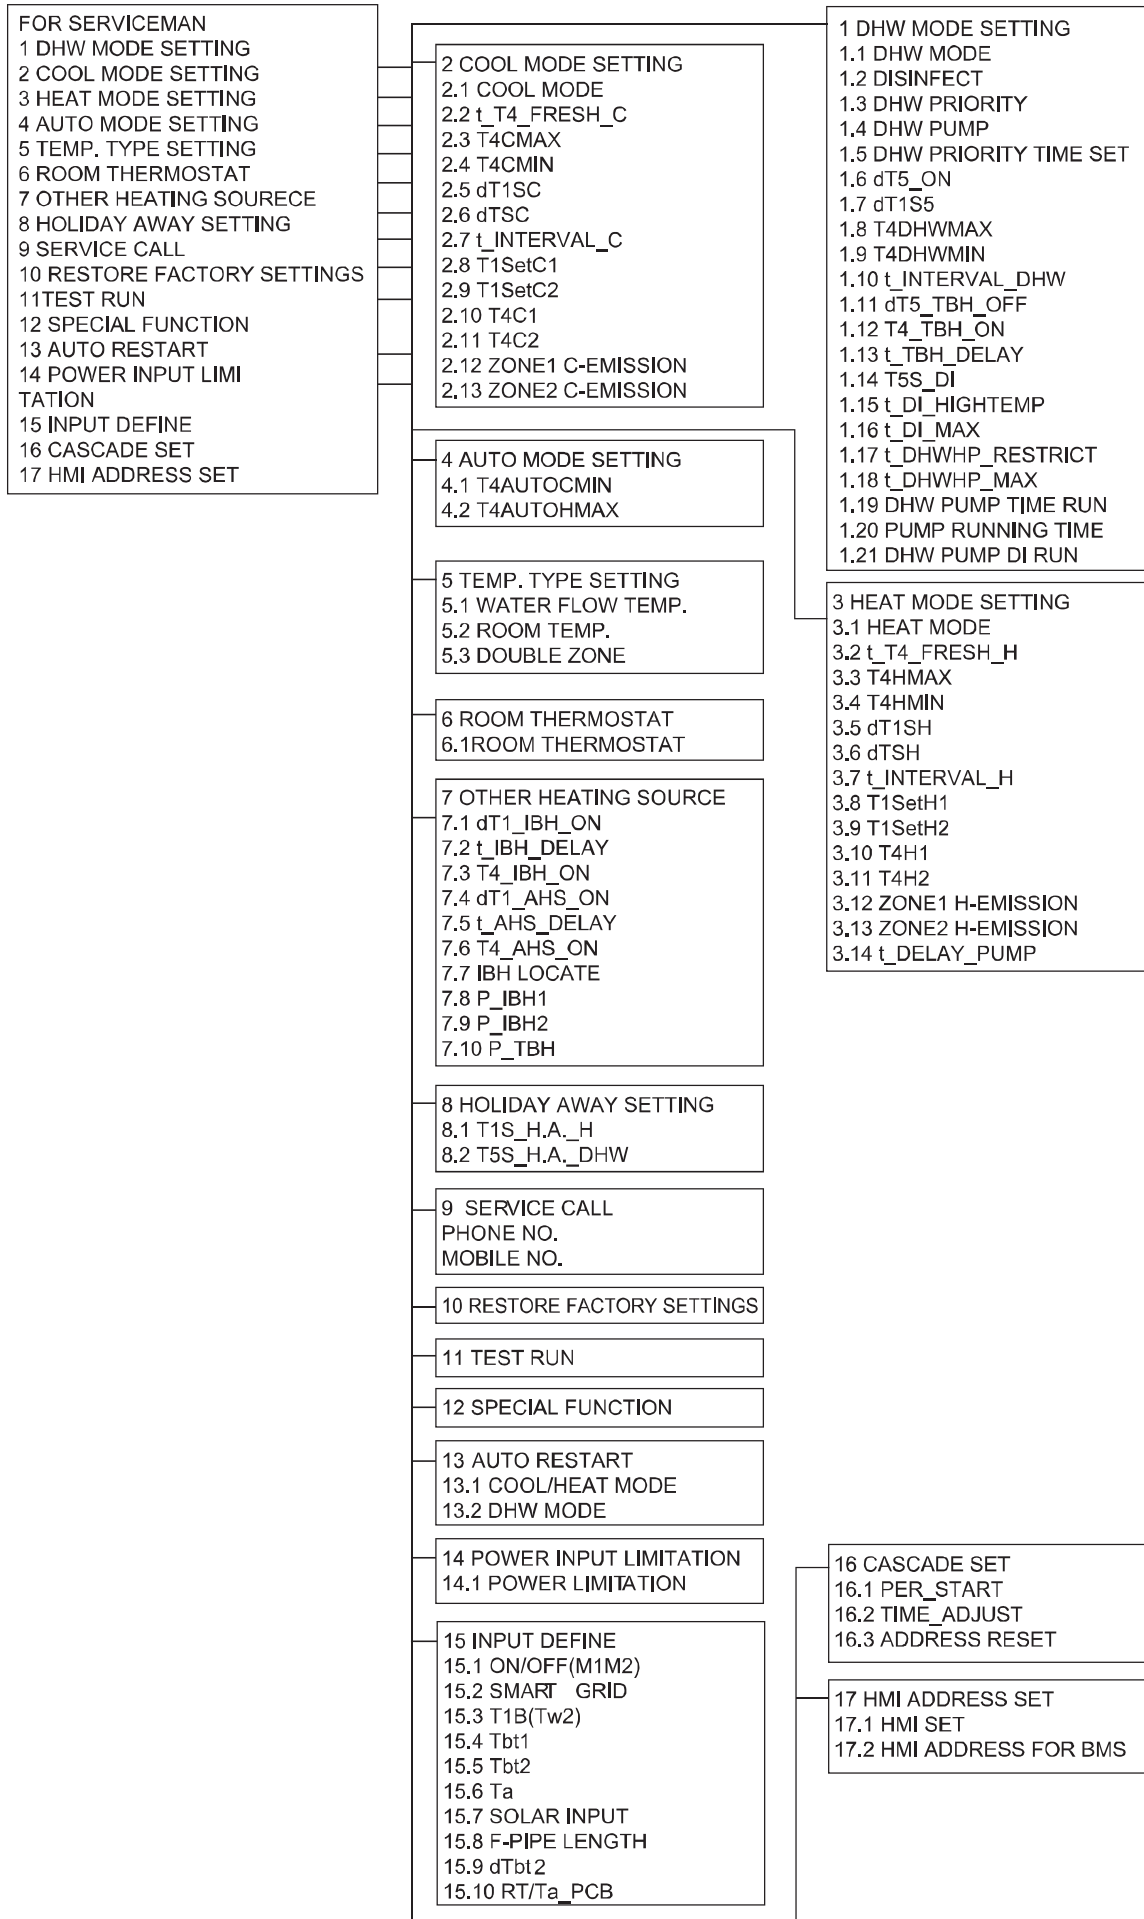 FOR SERVICEMAN
1 DHW MODE SETTING
2 COOL MODE SETTING
3 HEAT MODE SETTING
4 AUTO MODE SETTING
5 TEMP. TYPE SETTING
6 ROOM THERMOSTAT
7 OTHER HEATING SOURECE
8 HOLIDAY AWAY SETTING
9 SERVICE CALL
10 RESTORE FACTORY SETTINGS
11TEST RUN
12 SPECIAL FUNCTION
13 AUTO RESTART
14 POWER INPUT LIMI
TATION
15 INPUT DEFINE
16 CASCADE SET
17 HMI ADDRESS SET
2 COOL MODE SETTING
2.1 COOL MODE
2.2 t_T4_FRESH_C
2.3 T4CMAX
2.4 T4CMIN
2.5 dT1SC
2.6 dTSC
2.7 t_INTERVAL_C
2.8 T1SetC1
2.9 T1SetC2
2.10 T4C1
2.11 T4C2
2.12 ZONE1 C-EMISSION
2.13 ZONE2 C-EMISSION
4 AUTO MODE SETTING
4.1 T4AUTOCMIN
4.2 T4AUTOHMAX
5 TEMP. TYPE SETTING
5.1 WATER FLOW TEMP.
5.2 ROOM TEMP.
5.3 DOUBLE ZONE
6 ROOM THERMOSTAT
6.1ROOM THERMOSTAT
7 OTHER HEATING SOURCE
7.1 dT1_IBH_ON
7.2 t_IBH_DELAY
7.3 T4_IBH_ON
7.4 dT1_AHS_ON
7.5 t_AHS_DELAY
7.6 T4_AHS_ON
7.7 IBH LOCATE
7.8 P_IBH1
7.9 P_IBH2
7.10 P_TBH
8 HOLIDAY AWAY SETTING
8.1 T1S_H.A._H
8.2 T5S_H.A._DHW
9 SERVICE CALL
PHONE NO.
MOBILE NO.
10 RESTORE FACTORY SETTINGS
11 TEST RUN
12 SPECIAL FUNCTION
13 AUTO RESTART
13.1 COOL/HEAT MODE
13.2 DHW MODE
14 POWER INPUT LIMITATION
14.1 POWER LIMITATION
15 INPUT DEFINE
15.1 ON/OFF(M1M2)
15.2 SMART GRID
15.3 T1B(Tw2)
15.4 Tbt1
15.5 Tbt2
15.6 Ta
15.7 SOLAR INPUT
15.8 F-PIPE LENGTH
15.9 dTbt2
15.10 RT/Ta_PCB
1 DHW MODE SETTING
1.1 DHW MODE
1.2 DISINFECT
1.3 DHW PRIORITY
1.4 DHW PUMP
1.5 DHW PRIORITY TIME SET
1.6 dT5_ON
1.7 dT1S5
1.8 T4DHWMAX
1.9 T4DHWMIN
1.10 t_INTERVAL_DHW
1.11 dT5_TBH_OFF
1.12 T4_TBH_ON
1.13 t_TBH_DELAY
1.14 T5S_DI
1.15 t_DI_HIGHTEMP
1.16 t_DI_MAX
1.17 t_DHWHP_RESTRICT
1.18 t_DHWHP_MAX
1.19 DHW PUMP TIME RUN
1.20 PUMP RUNNING TIME
1.21 DHW PUMP DI RUN
3 HEAT MODE SETTING
3.1 HEAT MODE
3.2 t_T4_FRESH_H
3.3 T4HMAX
3.4 T4HMIN
3.5 dT1SH
3.6 dTSH
3.7 t_INTERVAL_H
3.8 T1SetH1
3.9 T1SetH2
3.10 T4H1
3.11 T4H2
3.12 ZONE1 H-EMISSION
3.13 ZONE2 H-EMISSION
3.14 t_DELAY_PUMP
16 CASCADE SET
16.1 PER_START
16.2 TIME_ADJUST
16.3 ADDRESS RESET
17 HMI ADDRESS SET
17.1 HMI SET
17.2 HMI ADDRESS FOR BMS